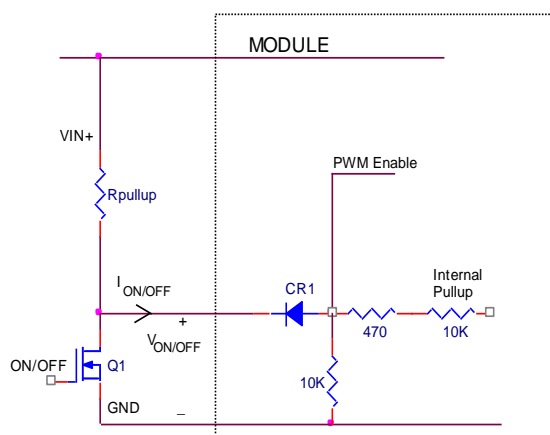 MODULE
VIN+
PWM Enable
Rpullup
I ON/OFF
CR1
Internal
Pullup
+
V ON/OFF
470
10K
ON/OFF
Q1
10K
GND
_